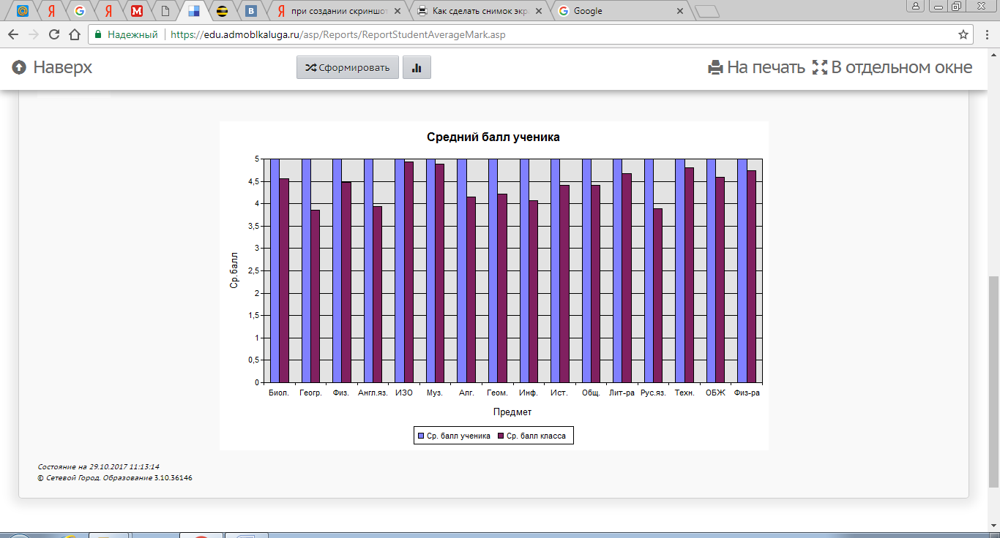 при создании скриншот
Как сделать снимок экр
Google
Надежный
https://edu.admoblkaluga.ru/asp/Reports/ReportStudentAverageMark.asp
Наверх
Сформировать
На печать
В отдельном окне
Средний балл ученика
5
4,5
4
3,5
3
2,5
2
1,5
1
0,5
0
Ср.балл
Биол. Геогр. Физ. Англ.яз. ИЗО Муз. Алг. Геом. Инф. Ист. Общ. Лит-ра Рус.яз. Техн. ОБЖ Физ-ра
Предмет
Ср. балл ученика Ср. балл класса
Состояние на 29.10.2017 11:13:14
© Сетевой Город. Образование 3.10.36146